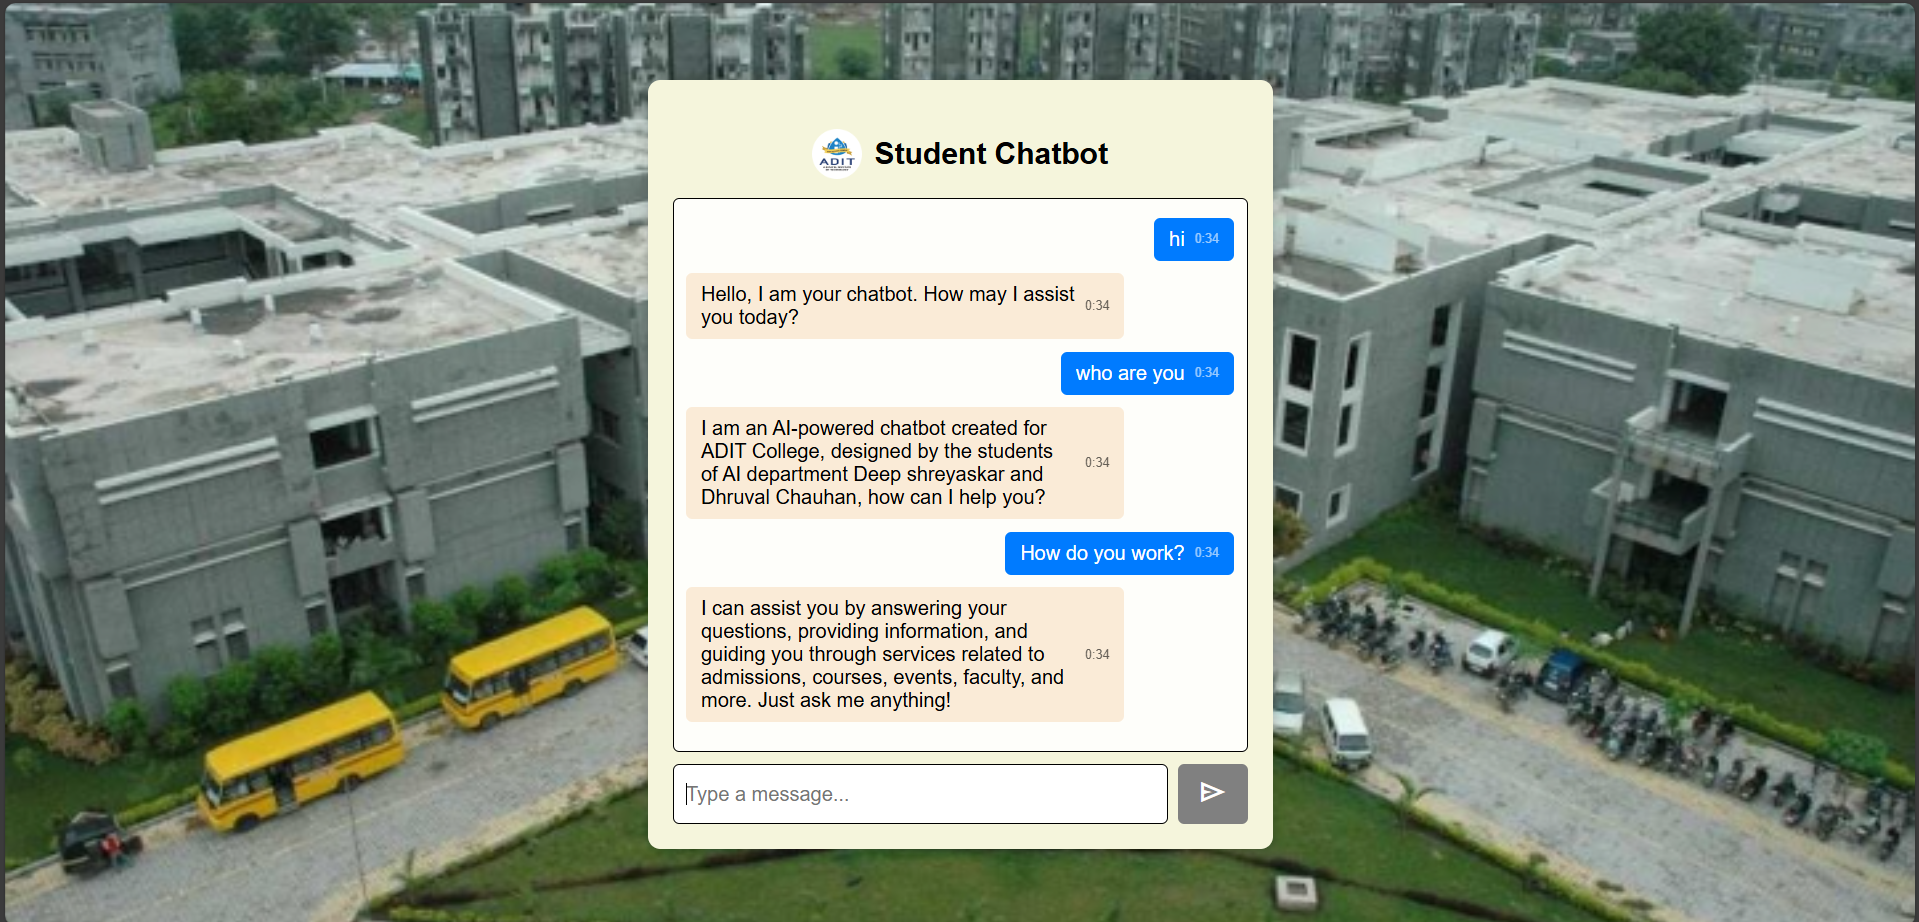 ADIT
Student Chatbot
hi 0:34
Hello, I am your chatbot. How may I assist
you today?
0:34
who are you 0:34
I am an AI-powered chatbot created for
ADIT College, designed by the students
of AI department Deep shreyaskar and
Dhruval Chauhan, how can I help you?
0:34
How do you work? 0:34
I can assist you by answering your
questions, providing information, and
guiding you through services related to
admissions, courses, events, faculty, and
more. Just ask me anything!
0:34
Type a message...